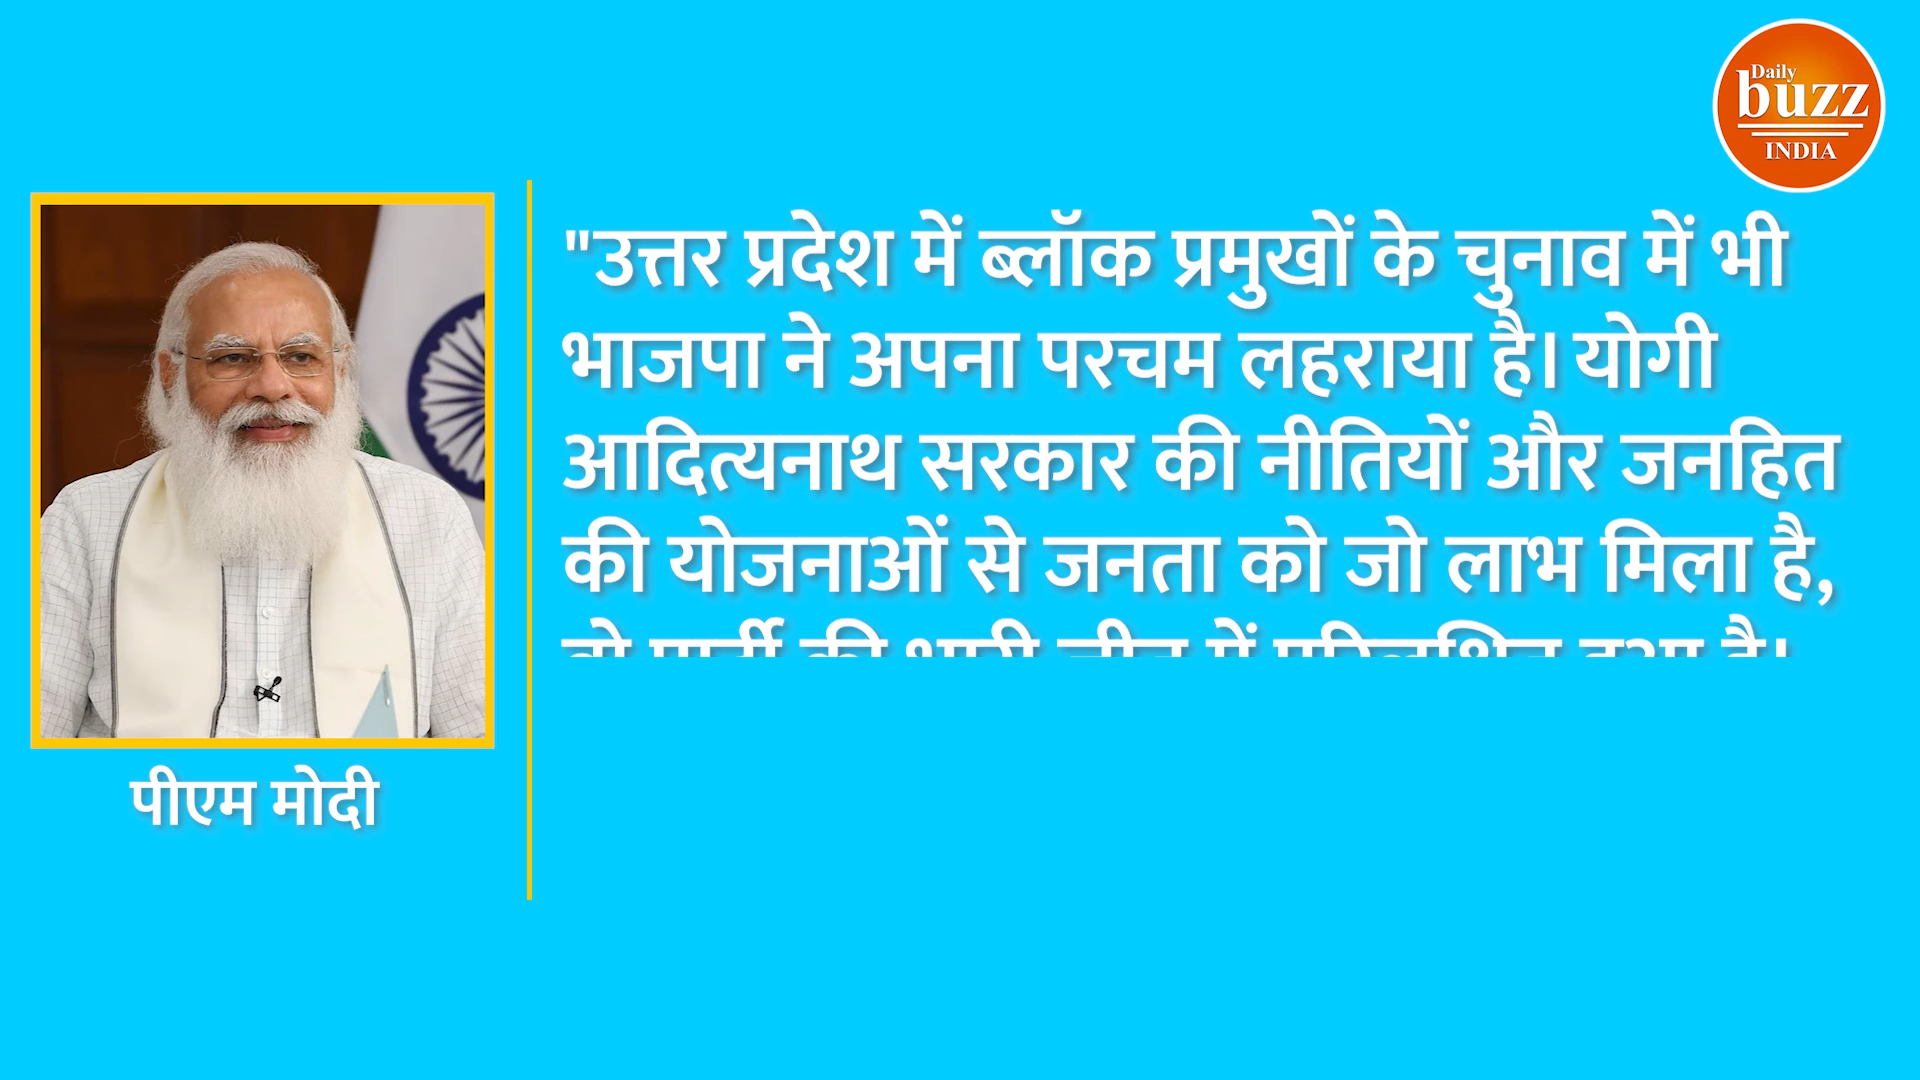 Daily
buzz
INDIA
"उत्तर प्रदेश में ब्लॉक प्रमुखों के चुनाव में भी
भाजपा ने अपना परचम लहराया है। योगी
आदित्यनाथ सरकार की नीतियों और जनहित
की योजनाओं से जनता को जो लाभ मिला है,
पीएम मोदी